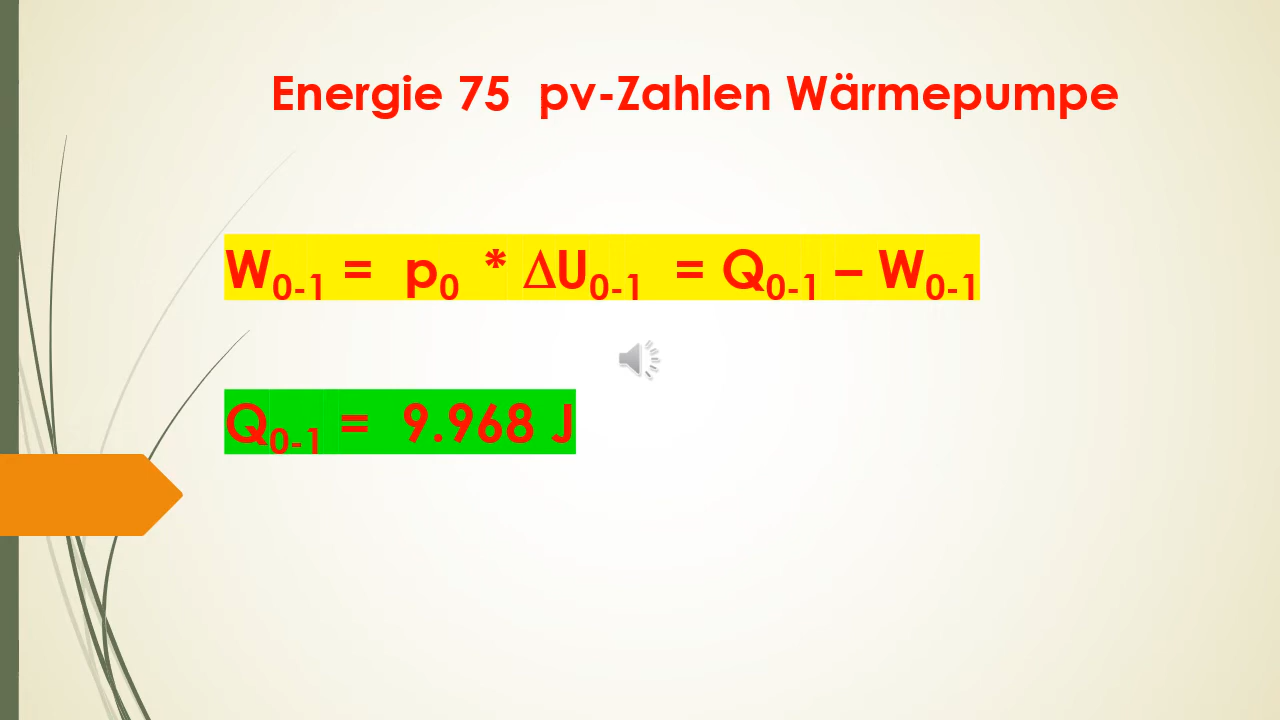 Energie 75  pv-Zahlen Wärmepumpe
W₀₋₁ =  p₀  * ΔU₀₋₁  = Q₀₋₁ – W₀₋₁
Q₀₋₁ =  9.968 J